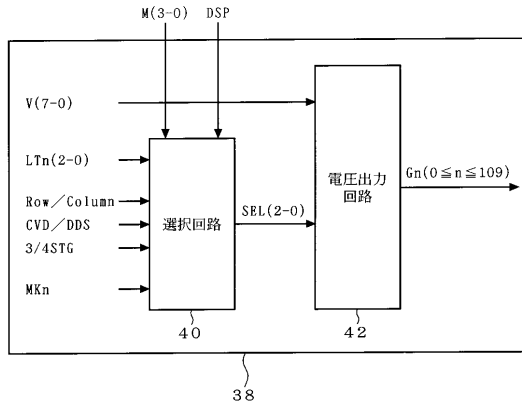 M(3-0) DSP
V(7-0)
LTn(2-0)
Row/Column
CVD/DDS
3/4STG
MKn
選択回路
SEL(2-0)
電圧出力
回路
Gn(0≦n≦109)
40
42
38